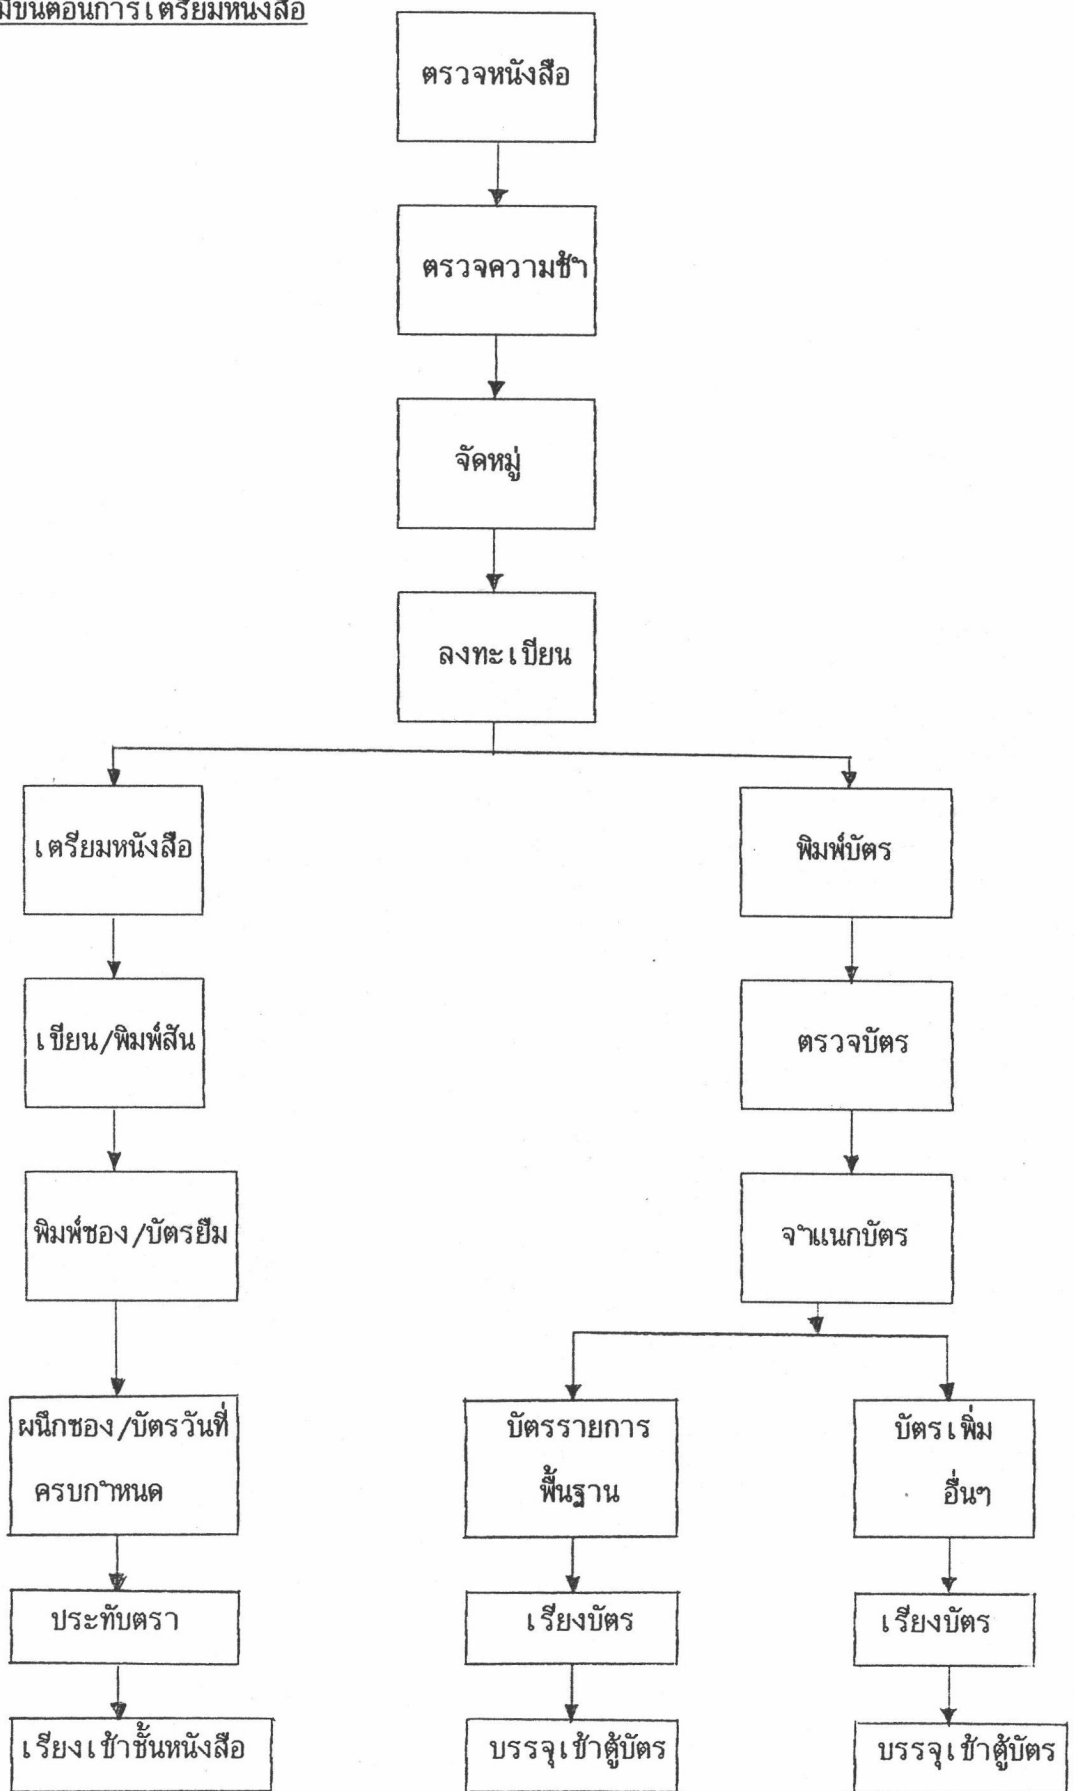 มีขั้นตอนการเตรียมหนังสือ
ตรวจหนังสือ
ตรวจความซ้ำ
จัดหมู่
ลงทะเบียน
เตรียมหนังสือ
พิมพ์บัตร
เขียน/พิมพ์สัน
ตรวจบัตร
พิมพ์ซอง/บัตรยืม
จำแนกบัตร
ผนึกซอง/บัตรวันที่
ครบกำหนด
บัตรรายการ
พื้นฐาน
บัตรเพิ่ม
อื่นๆ
ประทับตรา
เรียงบัตร
เรียงบัตร
เรียงเข้าชั้นหนังสือ
บรรจุเข้าตู้บัตร
บรรจุเข้าตู้บัตร